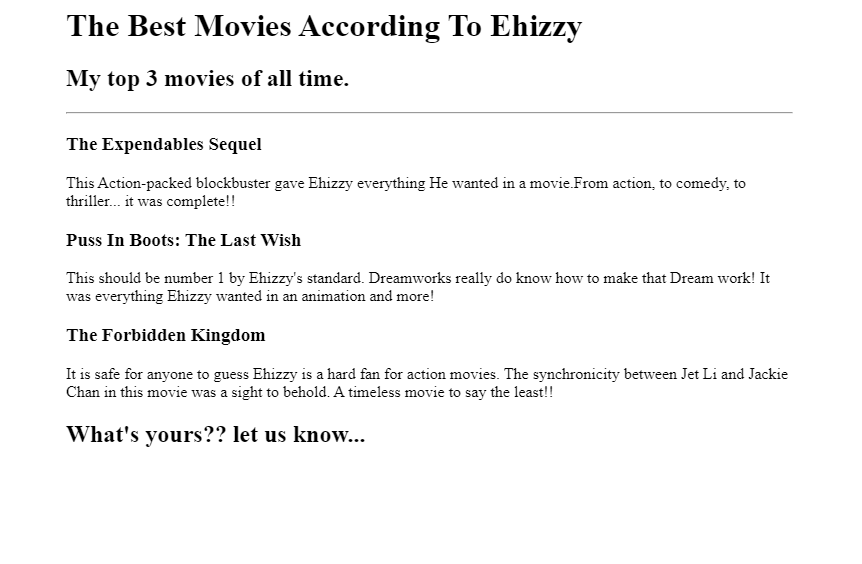 The Best Movies According To Ehizzy
My top 3 movies of all time.
The Expendables Sequel
This Action-packed blockbuster gave Ehizzy everything He wanted in a movie.From action, to comedy, to
thriller... it was complete!!
Puss In Boots: The Last Wish
This should be number 1 by Ehizzy's standard. Dreamworks really do know how to make that Dream work! It
was everything Ehizzy wanted in an animation and more!
The Forbidden Kingdom
It is safe for anyone to guess Ehizzy is a hard fan for action movies. The synchronicity between Jet Li and Jackie
Chan in this movie was a sight to behold. A timeless movie to say the least!!
What's yours?? let us know...